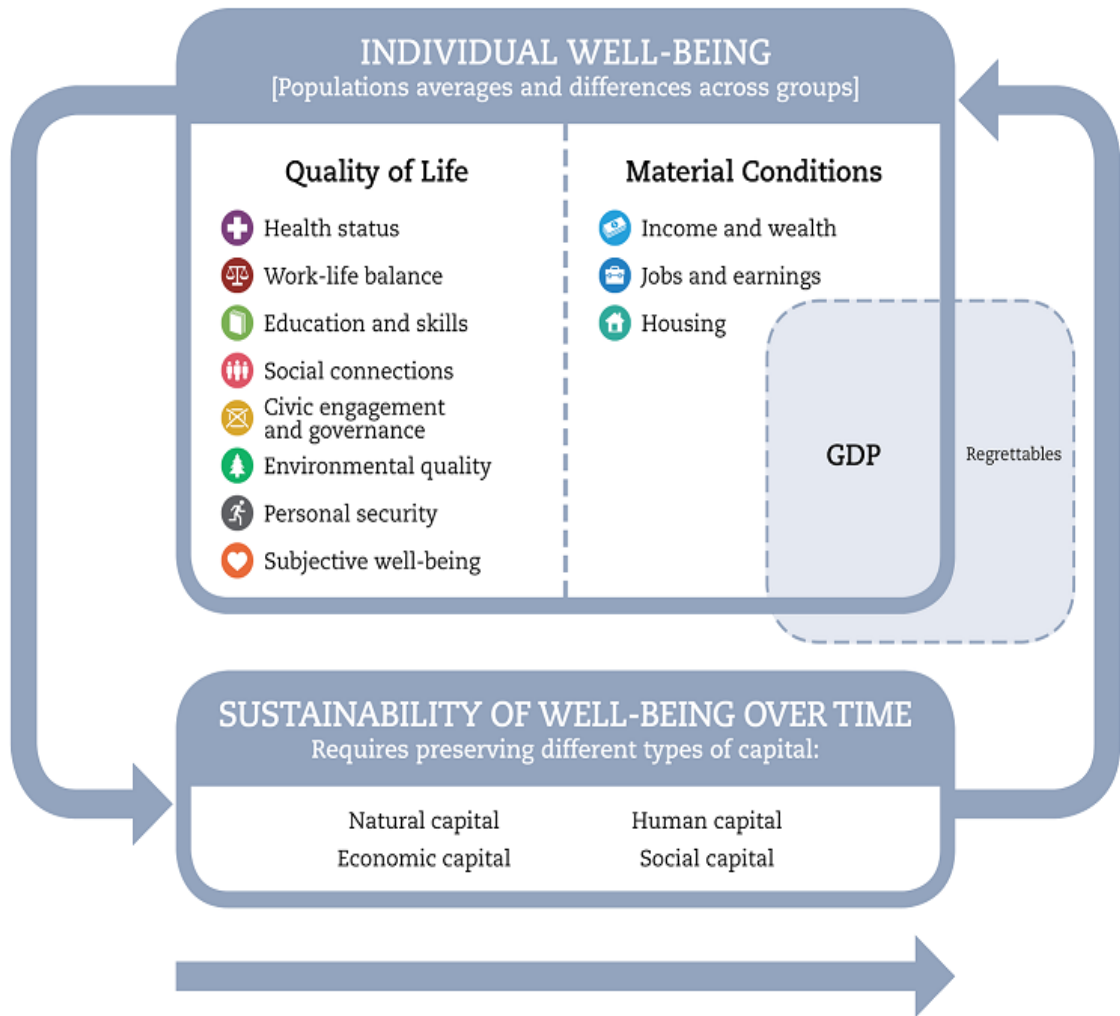 INDIVIDUAL WELL-BEING
[Populations averages and differences across groups]
Quality of Life
Health status
Work-life balance
Education and skills
Social connections
Civic engagement
and governance
Environmental quality
Personal security
Subjective well-being
Material Conditions
Income and wealth
Jobs and earnings
Housing
GDP
Regrettables
SUSTAINABILITY OF WELL-BEING OVER TIME
Requires preserving different types of capital:
Natural capital
Human capital
Economic capital
Social capital